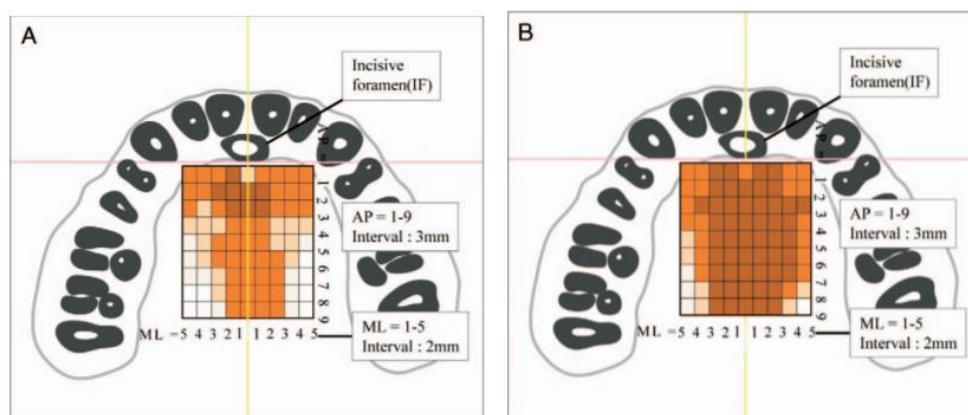 A
Incisive
foramen(IF)
AP =
1
2
3
4
5
6
7
8
9
AP = 1-9
Interval : 3mm
ML = 5 4 3 2 1 1 2 3 4 5
ML = 1-5
Interval : 2mm
B
Incisive
foramen(IF)
AP =
1
2
3
4
5
6
7
8
9
AP = 1-9
Interval : 3mm
ML = 5 4 3 2 1 1 2 3 4 5
ML = 1-5
Interval : 2mm